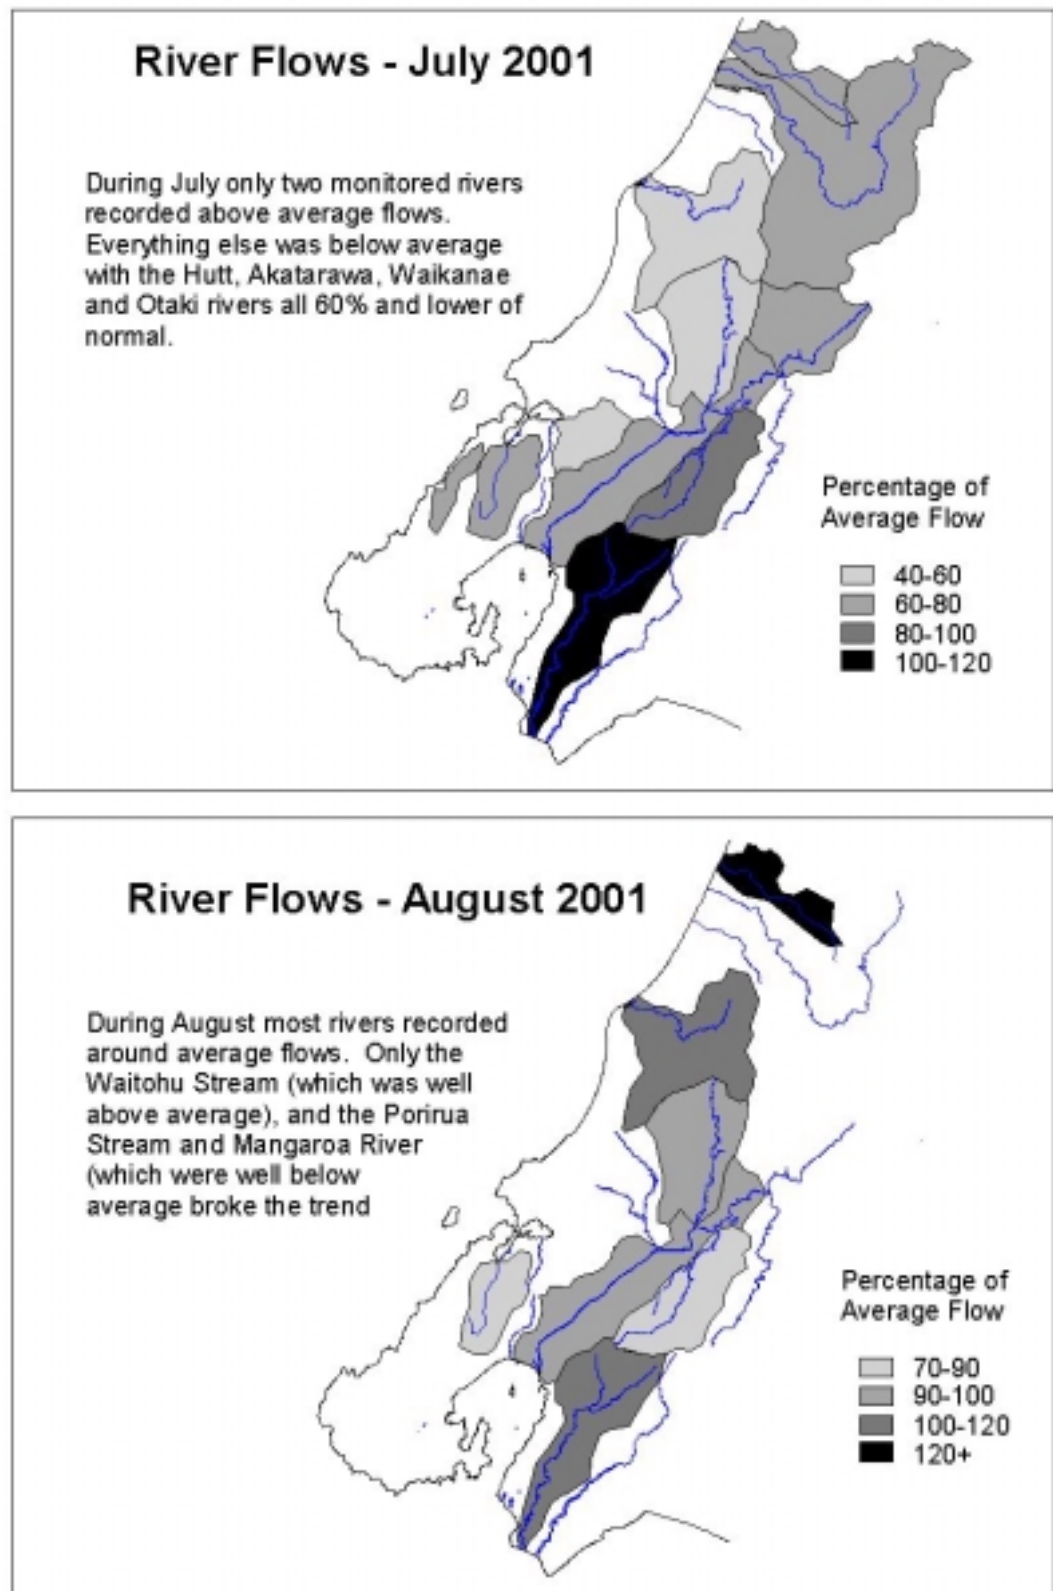 River Flows - July 2001
During July only two monitored rivers
recorded above average flows.
Everything else was below average
with the Hutt, Akatarawa, Waikanae
and Otaki rivers all 60% and lower of
normal.
Percentage of
Average Flow
40-60
60-80
80-100
100-120
River Flows - August 2001
During August most rivers recorded
around average flows. Only the
Waitohu Stream (which was well
above average), and the Porirua
Stream and Mangaroa River
(which were well below
average broke the trend
Percentage of
Average Flow
70-90
90-100
100-120
120+